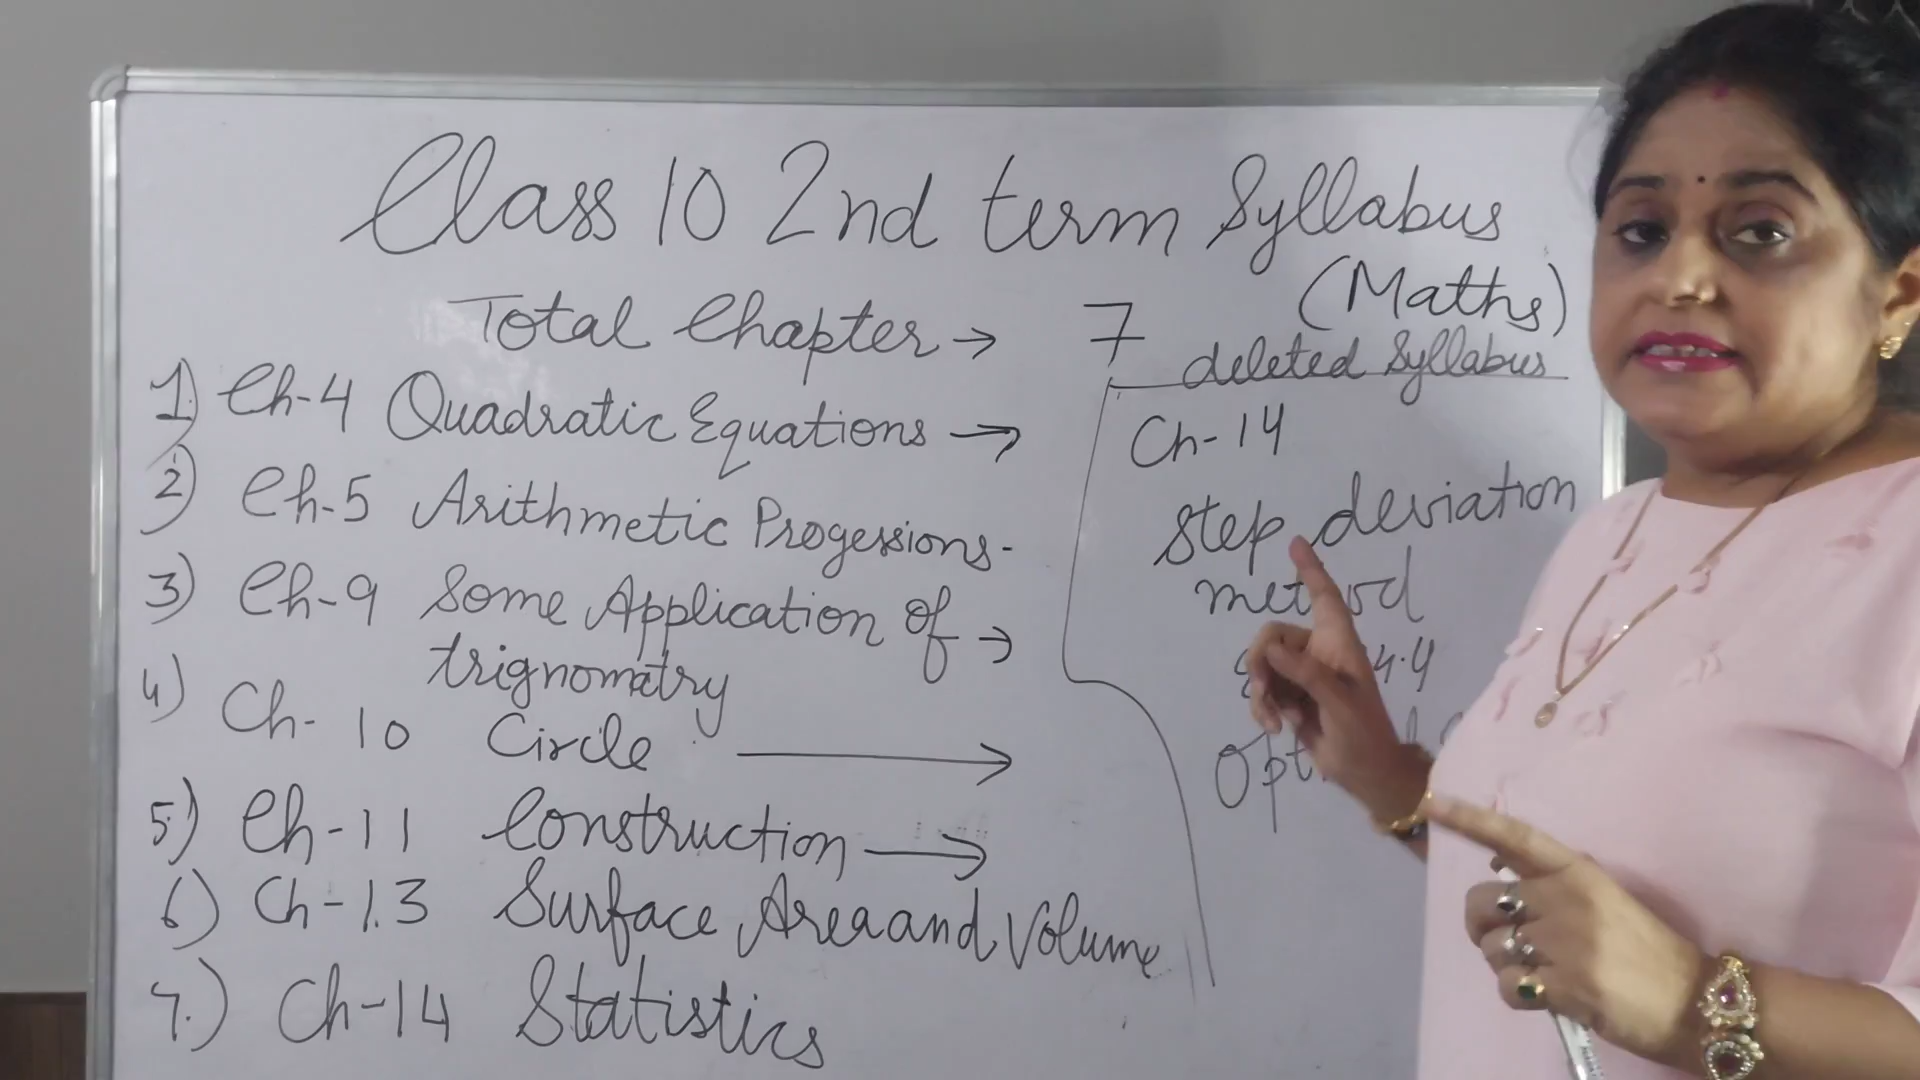 Class 10 2nd term Syllabus
(Maths)
Total Chapter → 7
1) Ch-4 Quadratic Equations →
2) Ch-5 Arithmetic Progessions-
3) Ch-9 Some Application of →
trignometry
4) Ch-10 Circle →
5) Ch-11 Construction →
6) Ch-13 Surface Area and Volume
7.) Ch-14 Statistics
deleted Syllabus
Ch-14
Step deviation
method